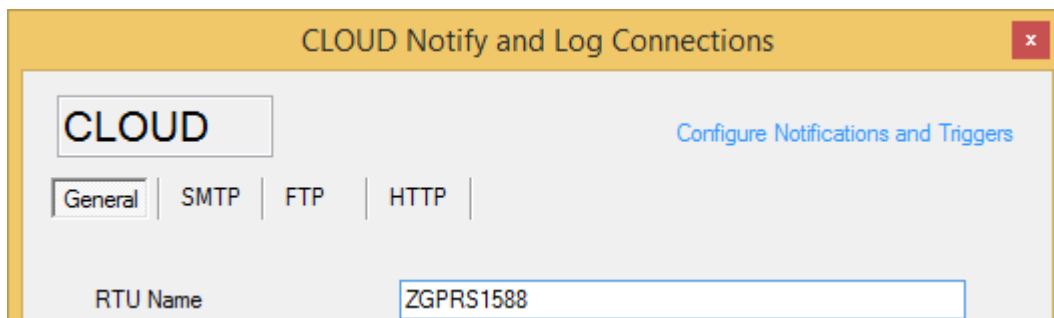 CLOUD Notify and Log Connections
x
CLOUD
Configure Notifications and Triggers
General SMTP FTP HTTP
RTU Name ZGPRS1588